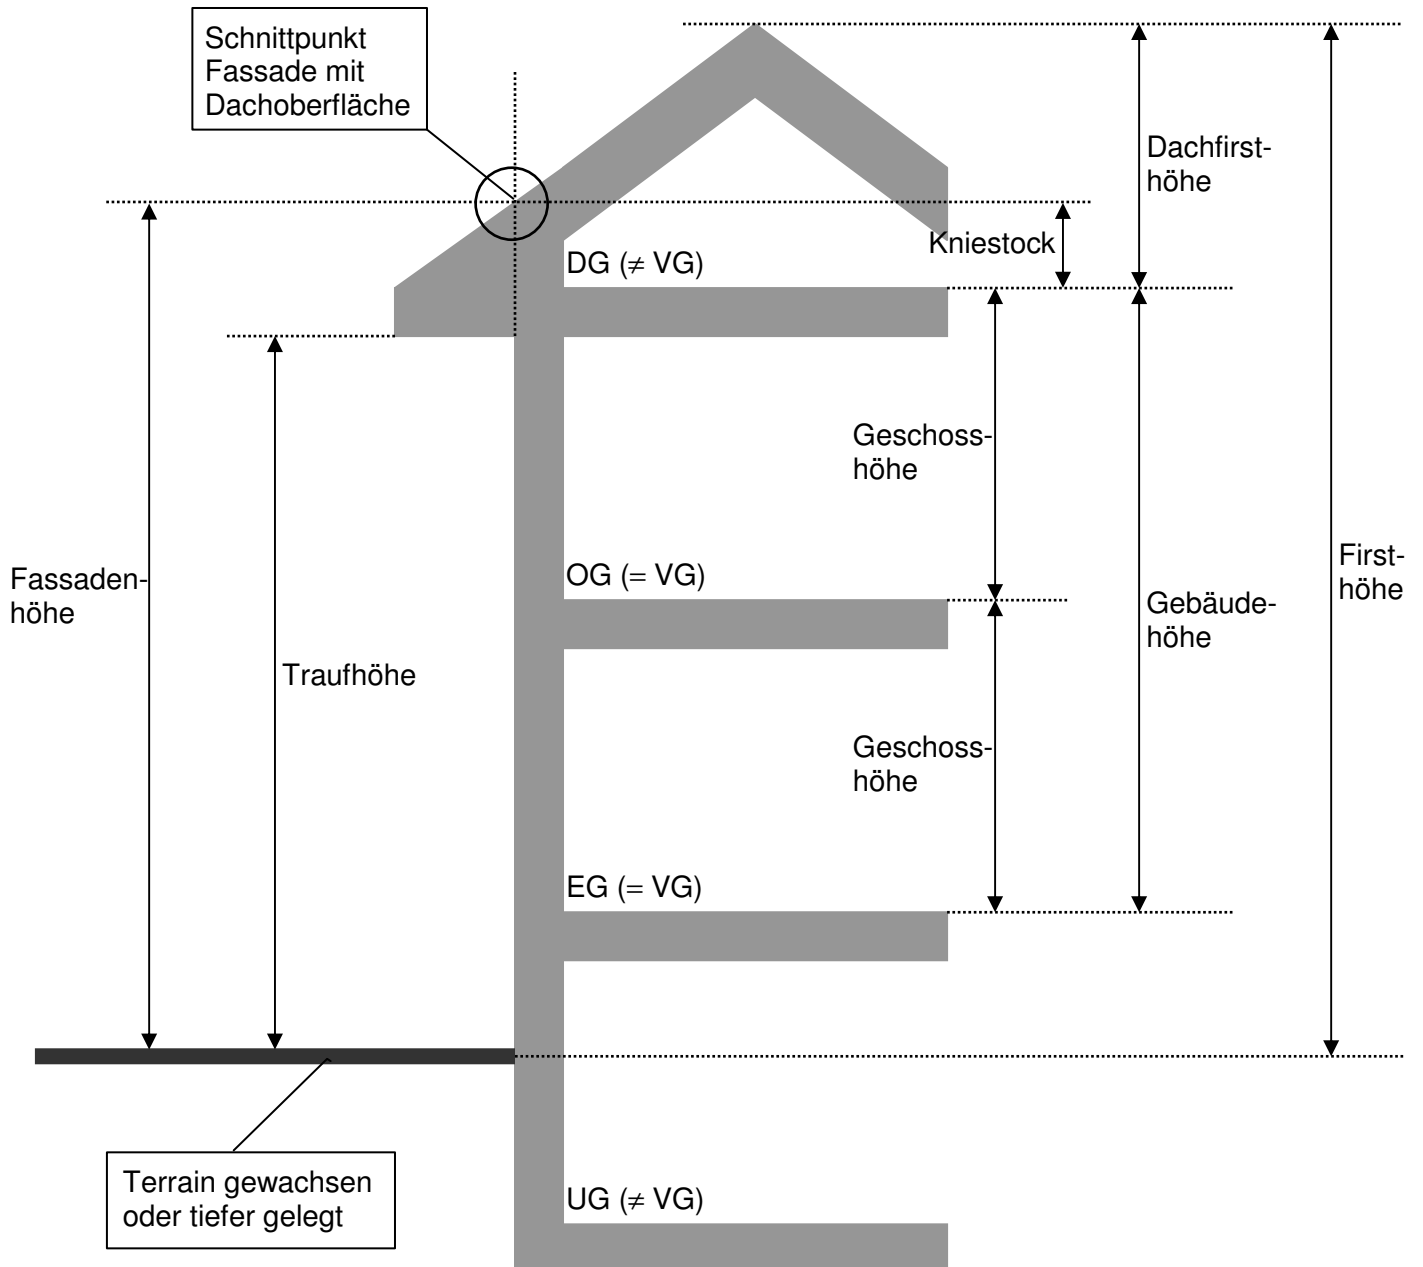 Schnittpunkt
Fassade mit
Dachoberfläche
Dachfirst-
höhe
Kniestock
DG (≠ VG)
Geschoss-
höhe
OG (= VG)
Fassaden-
höhe
First-
höhe
Gebäude-
höhe
Traufhöhe
Geschoss-
höhe
EG (= VG)
Terrain gewachsen
oder tiefer gelegt
UG (≠ VG)